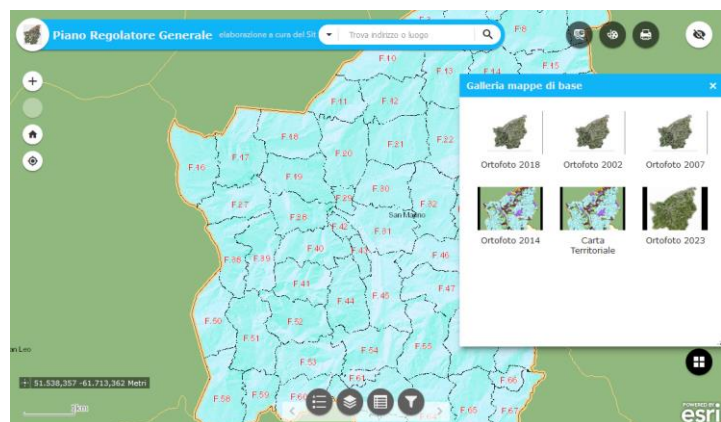 Piano Regolatore Generale
elaborazione a cura del Sit
Trova indirizzo o luogo
Galleria mappe di base
Ortofoto 2018
Ortofoto 2002
Ortofoto 2007
Ortofoto 2014
Carta
Territoriale
Ortofoto 2023
F.8
F.10
F.13
F.14
F.15
F.11
F.12
F.18
F.20
F.21
F.22
F.16
F.17
F.19
F.30
F.27
F.28
F.29
F.32
San Marino
F.42
F.31
F.40
F.43
F.46
F.38
F.39
F.41
F.44
F.45
F.47
F.50
F.51
F.52
F.53
F.54
F.55
F.61
F.66
F.58
F.59
F.60
F.65
F.67
an Leo
51.538,357 -61.713,362 Metri
POWERED BY
esri